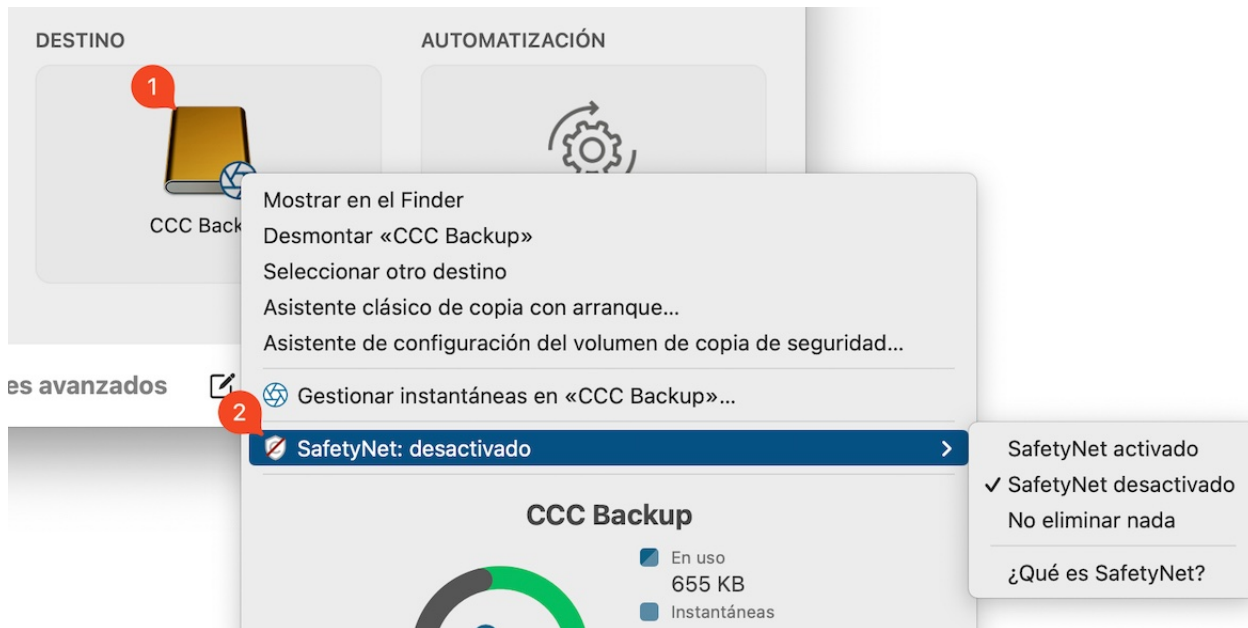 DESTINO
AUTOMATIZACIÓN
1
CCC Back
Mostrar en el Finder
Desmontar «CCC Backup»
Seleccionar otro destino
Asistente clásico de copia con arranque...
Asistente de configuración del volumen de copia de seguridad...
es avanzados
Gestionar instantáneas en «CCC Backup»...
2
SafetyNet: desactivado
SafetyNet activado
SafetyNet desactivado
No eliminar nada
¿Qué es SafetyNet?
CCC Backup
En uso
655 KB
Instantáneas